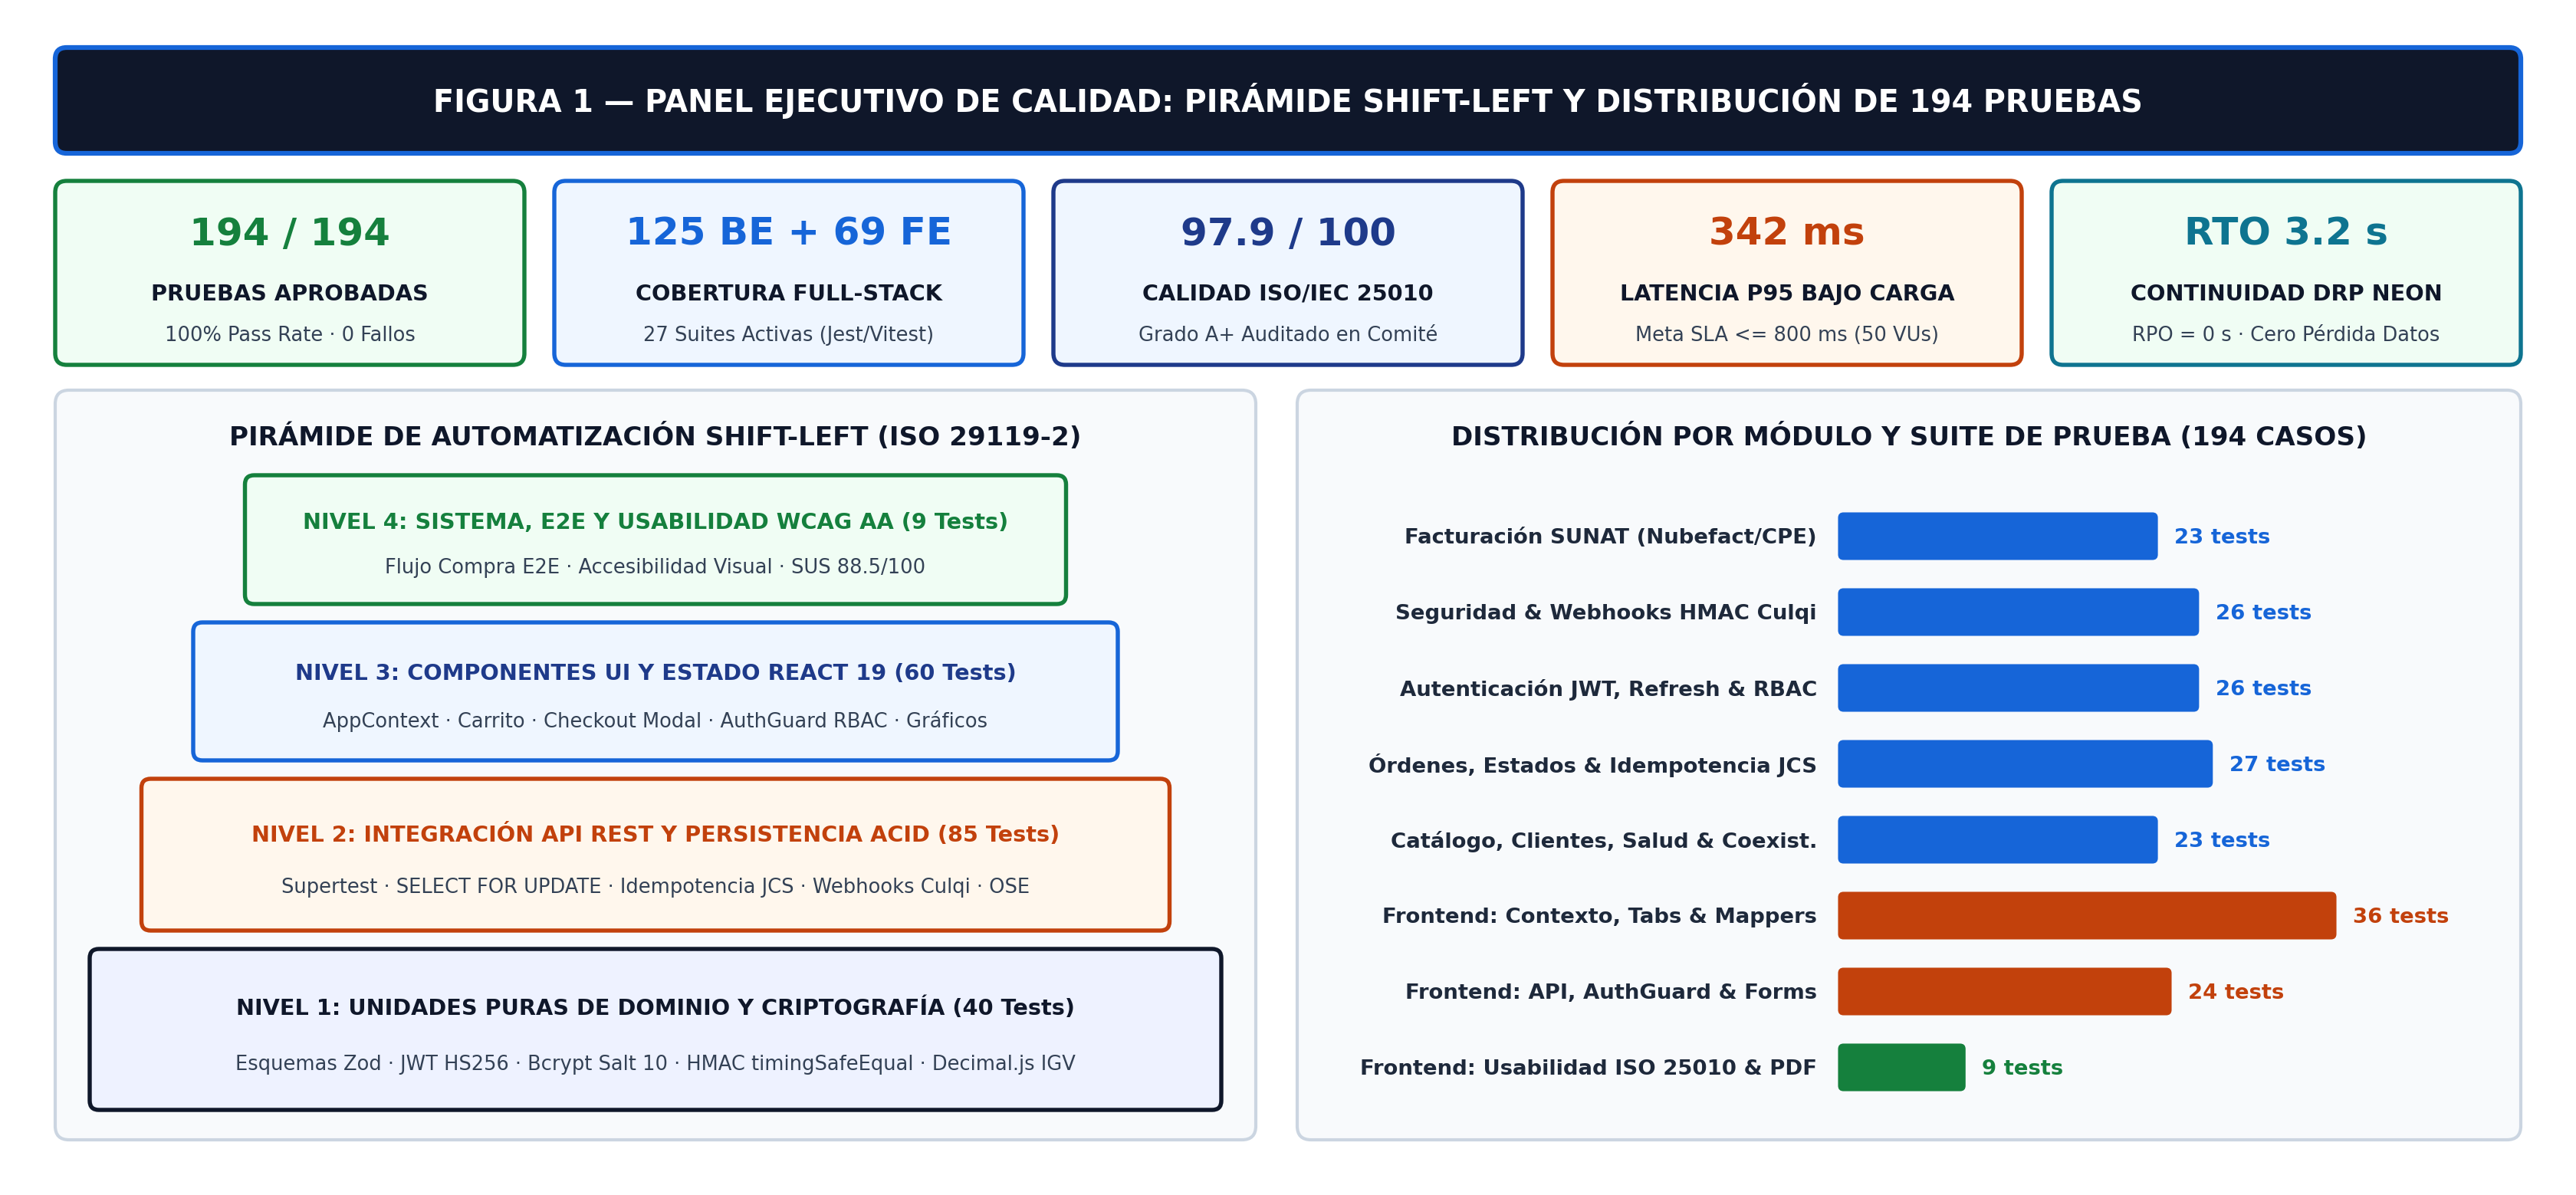 FIGURA 1 — PANEL EJECUTIVO DE CALIDAD: PIRÁMIDE SHIFT-LEFT Y DISTRIBUCIÓN DE 194 PRUEBAS
194 / 194
PRUEBAS APROBADAS
100% Pass Rate · 0 Fallos
125 BE + 69 FE
COBERTURA FULL-STACK
27 Suites Activas (Jest/Vitest)
97.9 / 100
CALIDAD ISO/IEC 25010
Grado A+ Auditado en Comité
342 ms
LATENCIA P95 BAJO CARGA
Meta SLA <= 800 ms (50 VUs)
RTO 3.2 s
CONTINUIDAD DRP NEON
RPO = 0 s · Cero Pérdida Datos
PIRÁMIDE DE AUTOMATIZACIÓN SHIFT-LEFT (ISO 29119-2)
NIVEL 4: SISTEMA, E2E Y USABILIDAD WCAG AA (9 Tests)
Flujo Compra E2E · Accesibilidad Visual · SUS 88.5/100
NIVEL 3: COMPONENTES UI Y ESTADO REACT 19 (60 Tests)
AppContext · Carrito · Checkout Modal · AuthGuard RBAC · Gráficos
NIVEL 2: INTEGRACIÓN API REST Y PERSISTENCIA ACID (85 Tests)
Supertest · SELECT FOR UPDATE · Idempotencia JCS · Webhooks Culqi · OSE
NIVEL 1: UNIDADES PURAS DE DOMINIO Y CRIPTOGRAFÍA (40 Tests)
Esquemas Zod · JWT HS256 · Bcrypt Salt 10 · HMAC timingSafeEqual · Decimal.js IGV
DISTRIBUCIÓN POR MÓDULO Y SUITE DE PRUEBA (194 CASOS)
Facturación SUNAT (Nubefact/CPE) 23 tests
Seguridad & Webhooks HMAC Culqi 26 tests
Autenticación JWT, Refresh & RBAC 26 tests
Órdenes, Estados & Idempotencia JCS 27 tests
Catálogo, Clientes, Salud & Coexist. 23 tests
Frontend: Contexto, Tabs & Mappers 36 tests
Frontend: API, AuthGuard & Forms 24 tests
Frontend: Usabilidad ISO 25010 & PDF 9 tests